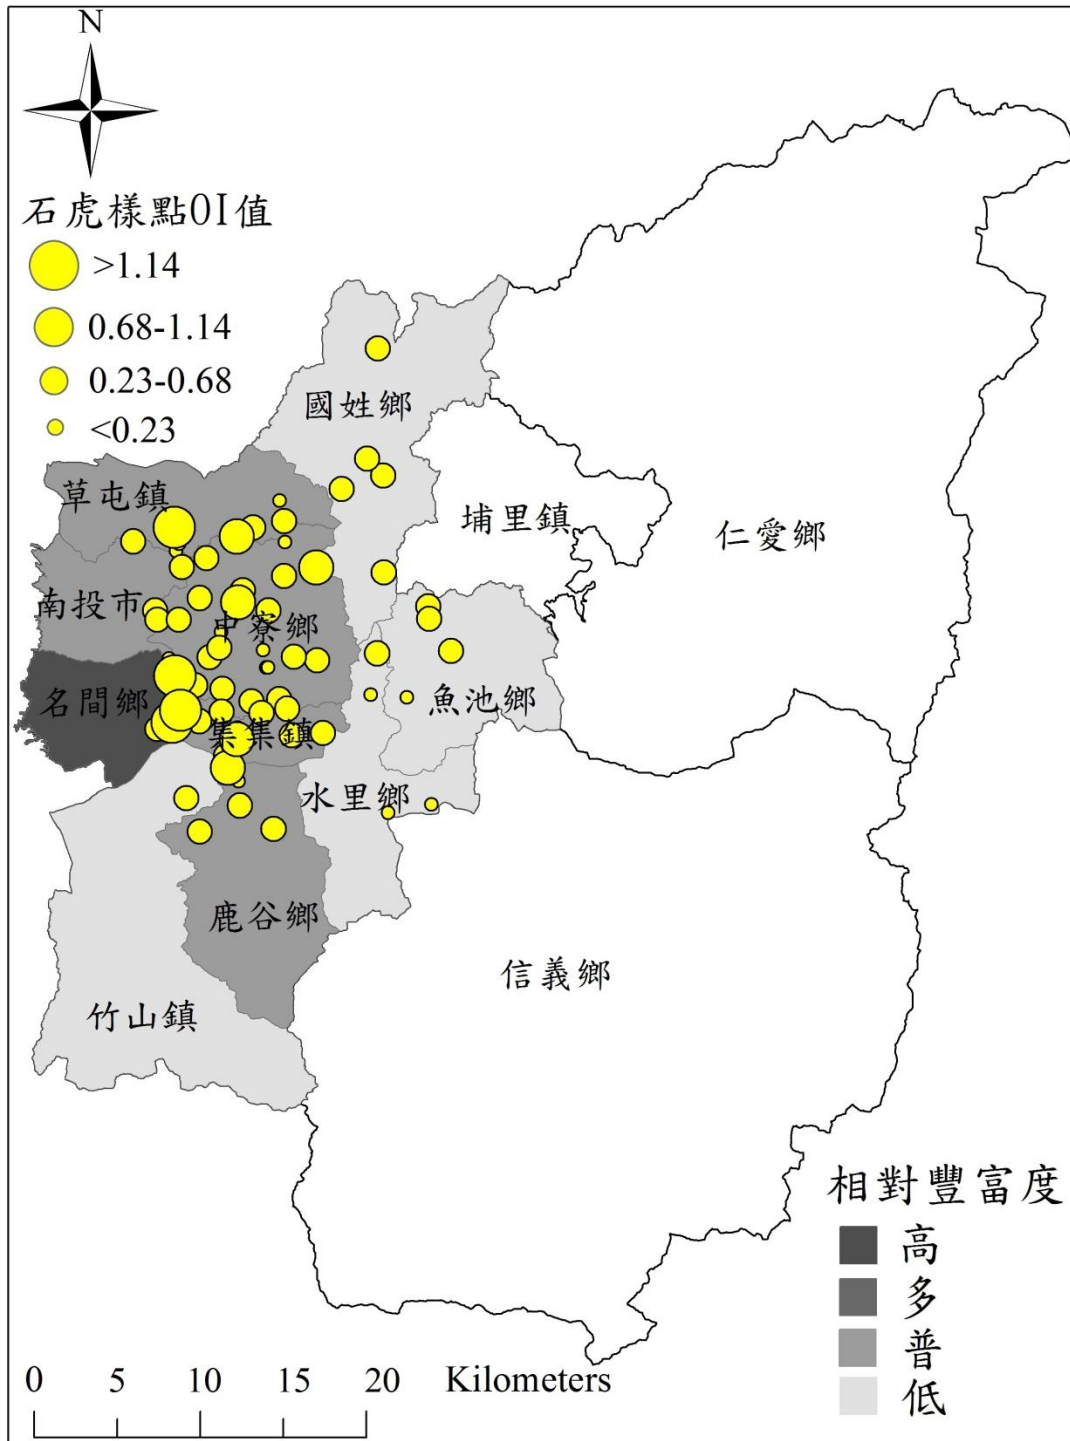 N
石虎樣點OI值
>1.14
0.68-1.14
0.23-0.68
<0.23
國姓鄉
草屯鎮
埔里鎮
仁愛鄉
南投市
中寮鄉
名間鄉
魚池鄉
集集鎮
水里鄉
鹿谷鄉
信義鄉
竹山鎮
相對豐富度
高
多
普
低
0 5 10 15 20 Kilometers